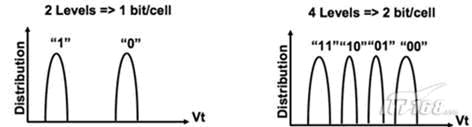 2 Levels => 1 bit/cell
"1"
"0"
Distribution
Vt
4 Levels => 2 bit/cell
"11" "10" "01" "00"
Distribution
Vt